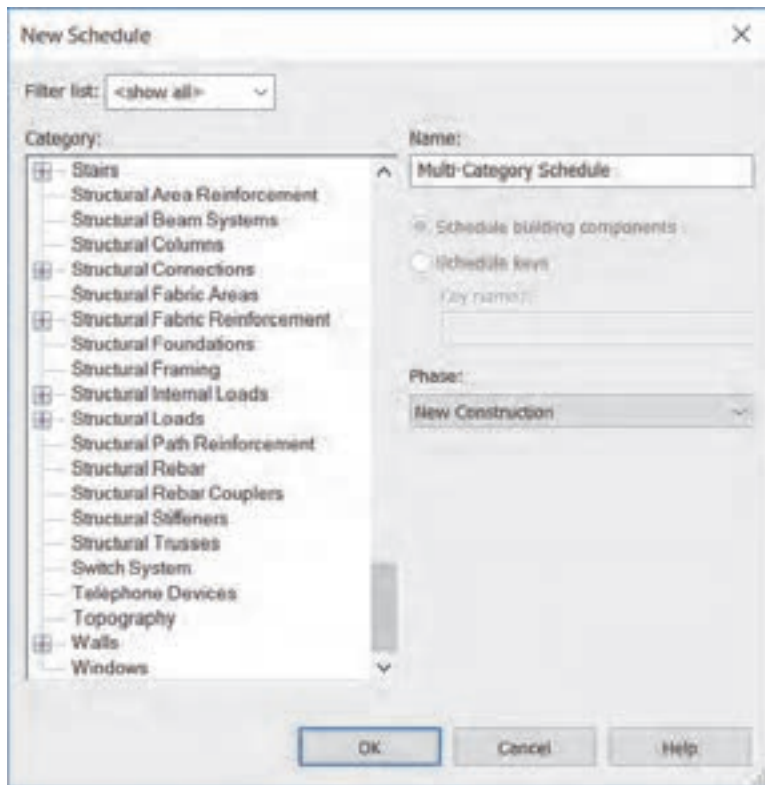 New Schedule
Filter list: <show all>
Category:
Stairs
Structural Area Reinforcement
Structural Beam Systems
Structural Columns
Structural Connections
Structural Fabric Areas
Structural Fabric Reinforcement
Structural Foundations
Structural Framing
Structural Internal Loads
Structural Loads
Structural Path Reinforcement
Structural Rebar
Structural Rebar Couplers
Structural Stiffeners
Structural Trusses
Switch System
Telephone Devices
Topography
Walls
Windows
Name:
Multi-Category Schedule
Schedule building components
Schedule keys
Key name:
Phase:
New Construction
OK
Cancel
Help